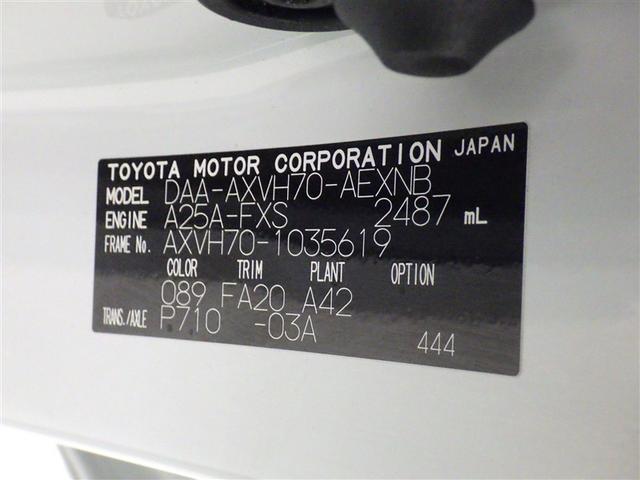 TOYOTA MOTOR CORPORATION JAPAN
MODEL DAA-AXVH70-AEXNB
ENGINE A25A-FXS 2487 mL
FRAME No. AXVH70-1035619
COLOR TRIM PLANT OPTION
089 FA20 A42
TRANS./AXLE P710 -03A
444